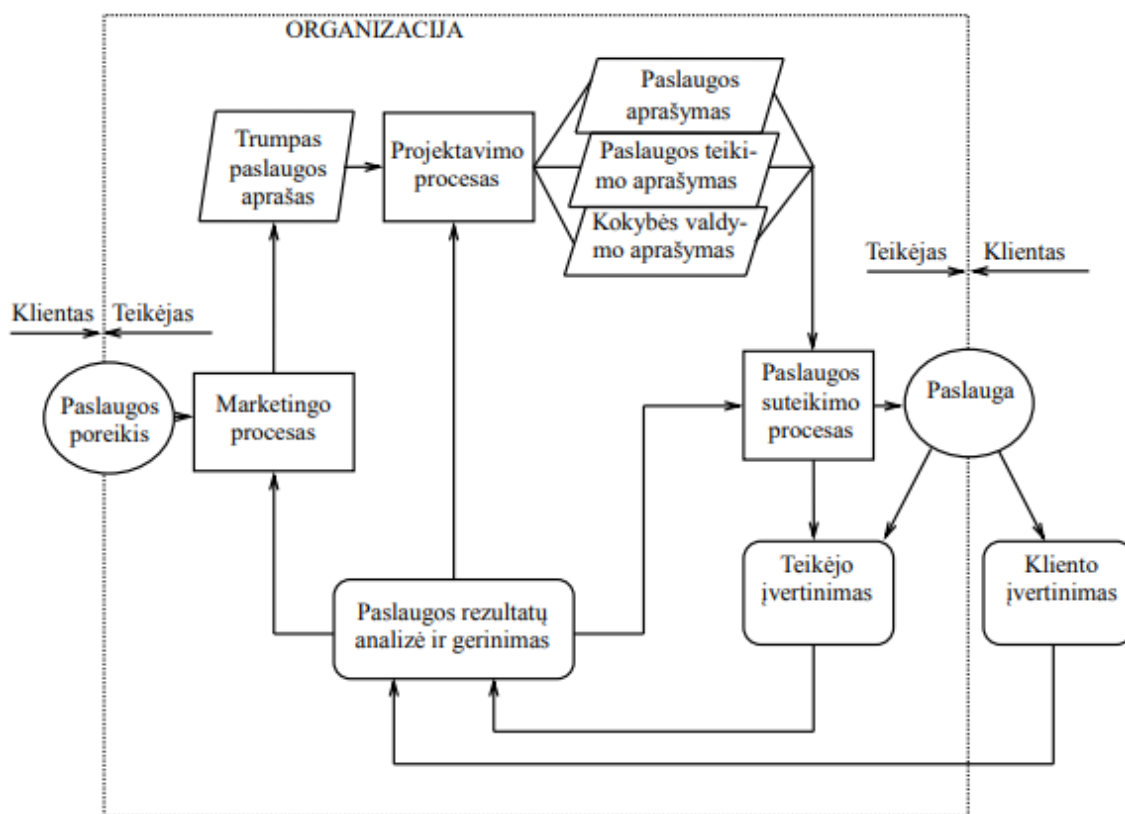 ORGANIZACIJA
Paslaugos
aprašymas
Trumpas
paslaugos
aprašas
Projektavimo
procesas
Paslaugos teiki-
mo aprašymas
Kokybės valdy-
mo aprašymas
Teikėjas
Klientas
Klientas
Teikėjas
Paslaugos
poreikis
Marketingo
procesas
Paslaugos
suteikimo
procesas
Paslauga
Teikėjo
įvertinimas
Kliento
įvertinimas
Paslaugos rezultatų
analizė ir gerinimas